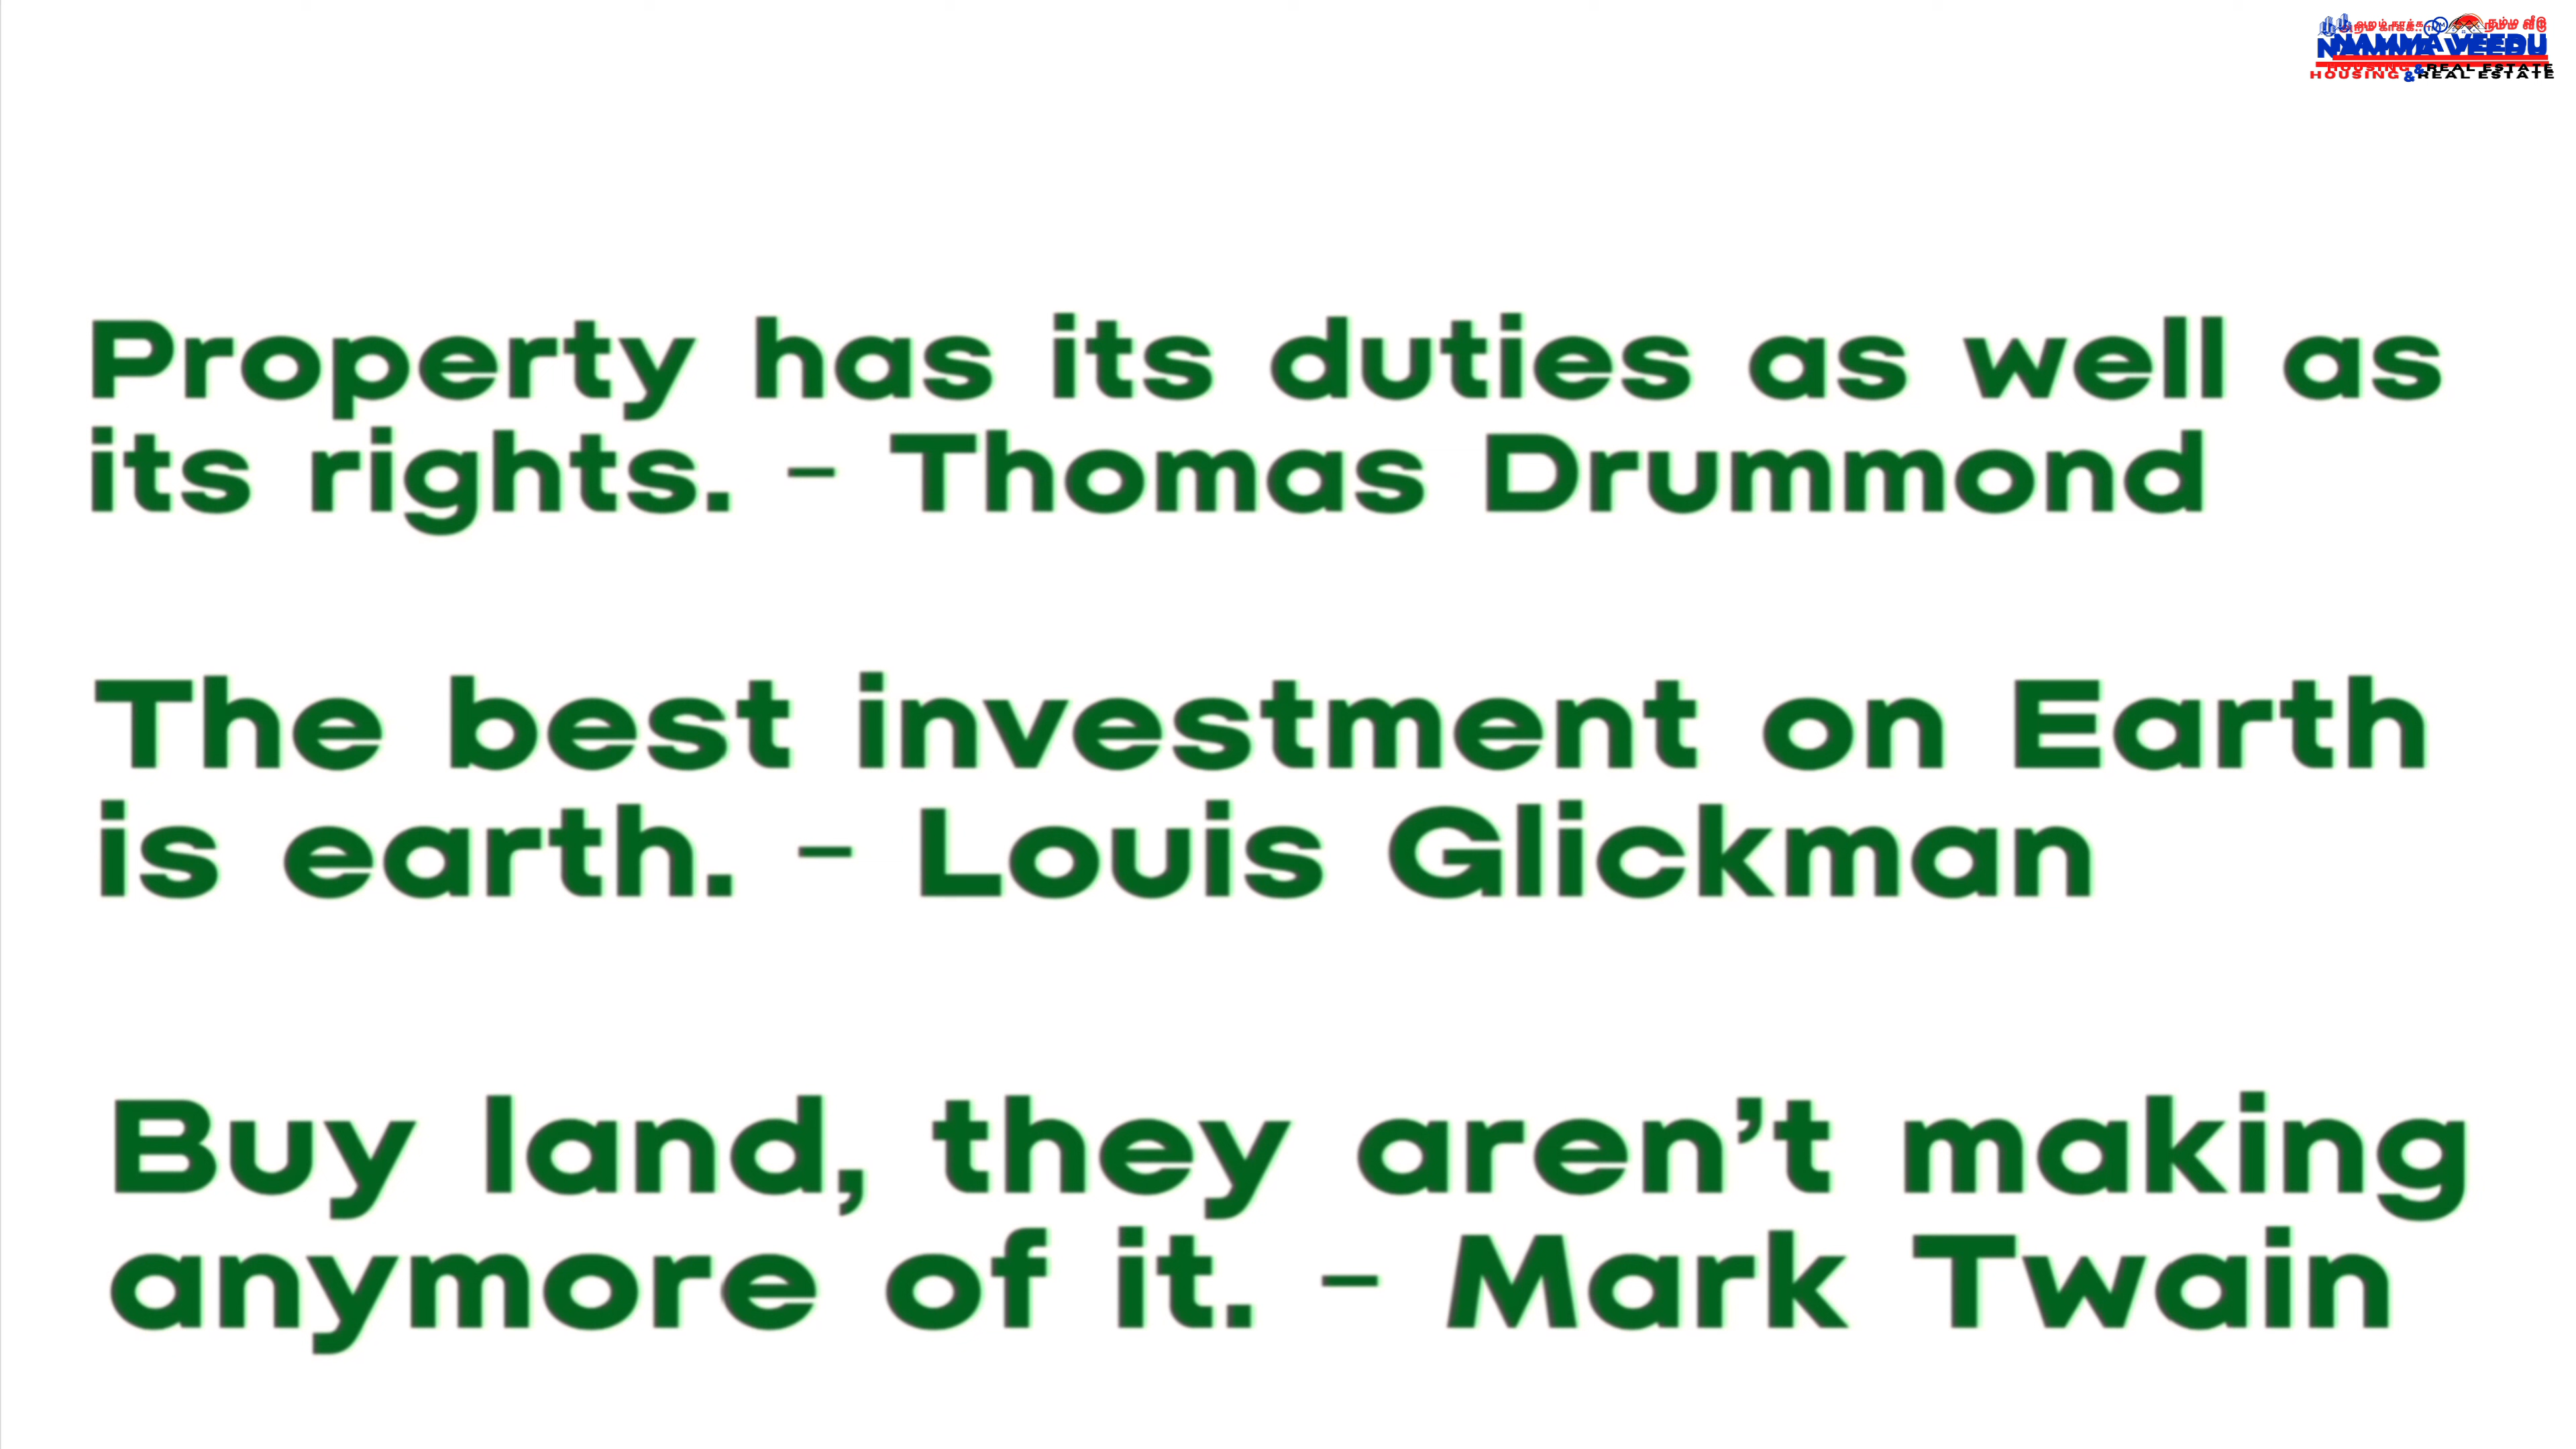 நம்ம வீடு
NAMMA VEEDU
HOUSING & REAL ESTATE
Property has its duties as well as
its rights. - Thomas Drummond
The best investment on Earth
is earth. - Louis Glickman
Buy land, they aren’t making
anymore of it. - Mark Twain